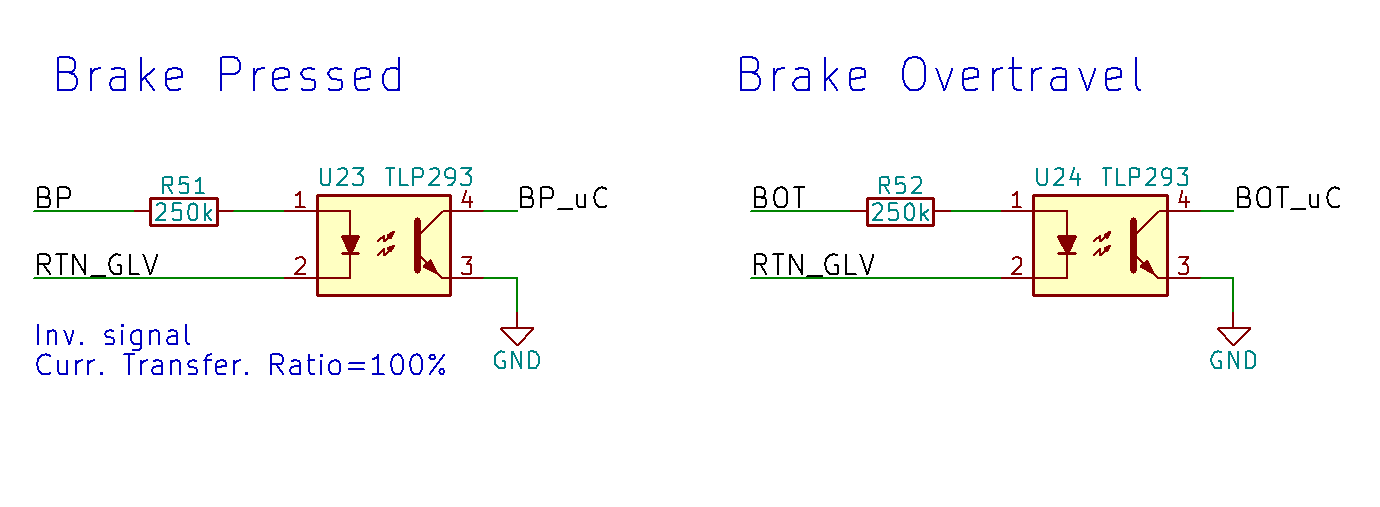 Brake Pressed
Brake Overtravel
U23 TLP293
R51
BP
250k
1
4
BP_uC
RTN_GLV
2
3
Inv. signal
Curr. Transfer. Ratio=100%
GND
U24 TLP293
R52
BOT
250k
1
4
BOT_uC
RTN_GLV
2
3
GND